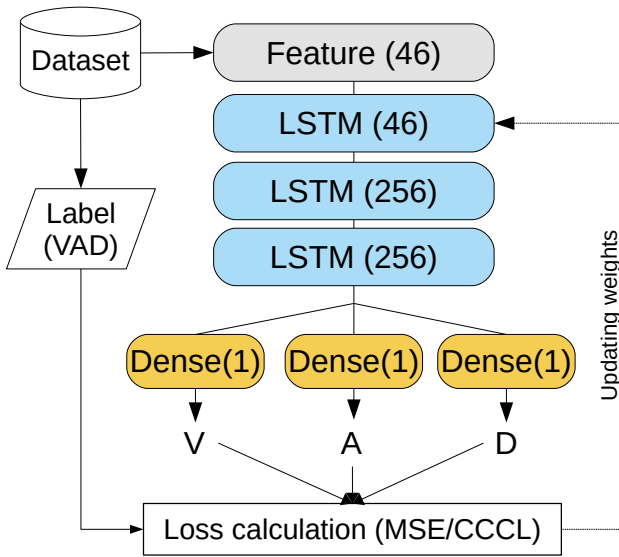 Dataset
Feature (46)
LSTM (46)
LSTM (256)
LSTM (256)
Label
(VAD)
Dense(1)
Dense(1)
Dense(1)
V
A
D
Loss calculation (MSE/CCCL)
Updating weights